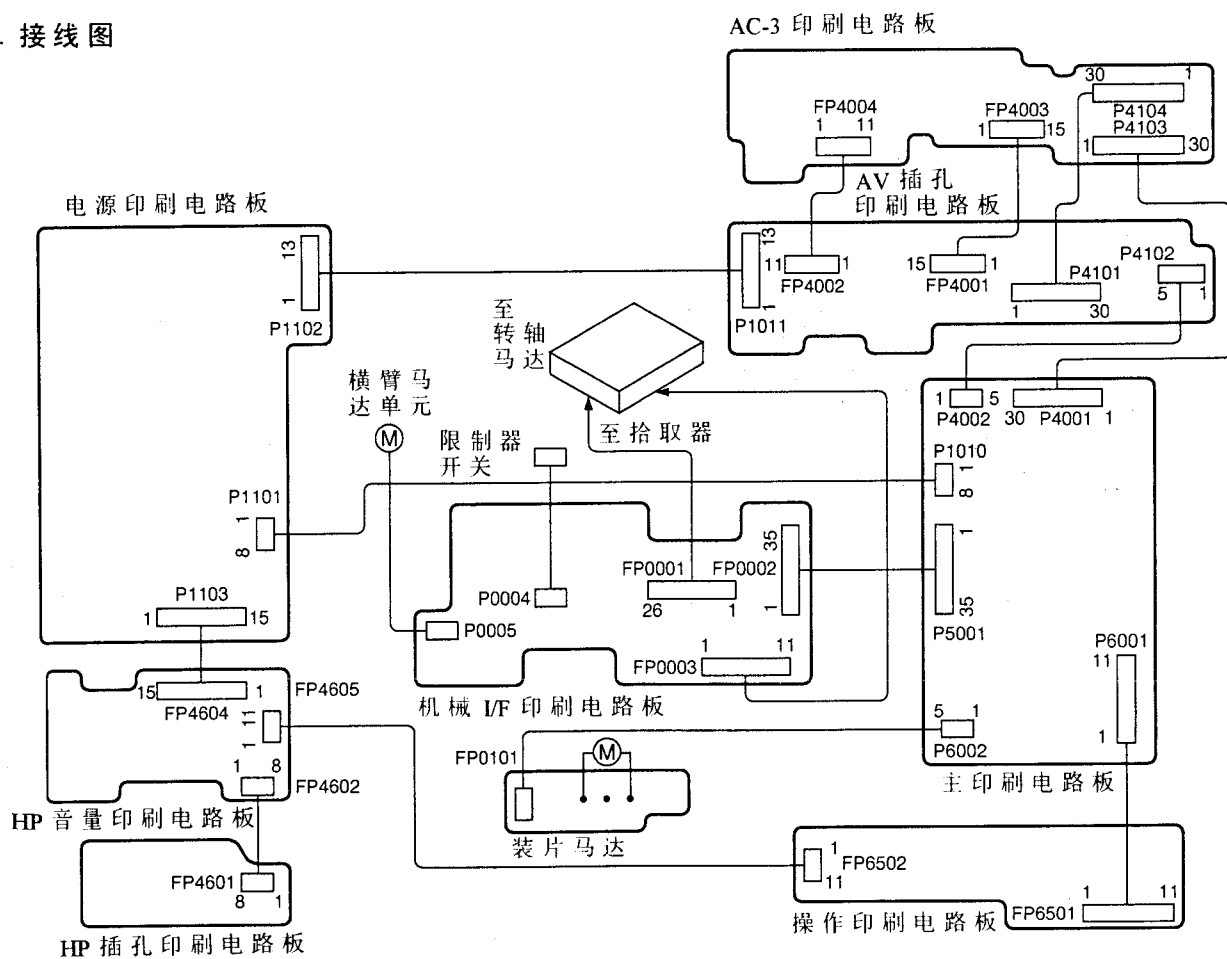 接线图
AC-3 印刷电路板
30 1
P4104
P4103
1 30
FP4004
1 11
FP4003
1 15
AV 插孔
印刷电路板
电源印刷电路板
13
1
P1102
13
1
P1011
11 1
FP4002
15 1
FP4001
P4101
1 30
P4102
5 1
至
转轴
马达
横臂马
达单元
M
限制器
开关
至拾取器
1 5
P4002
30 P4001 1
P1010
1
8
P1101
1
8
35
FP0001 FP0002
26 1
1
1
35
P5001
P0004
P0005
P1103
1 15
1 11
FP0003
P6001
11
1
15 1
FP4604
FP4605
11
1
机械 I/F 印刷电路板
5 1
P6002
1 8
FP4602
FP0101
M
主印刷电路板
HP 音量印刷电路板
装片马达
FP4601
8 1
1
FP6502
11
1 11
FP6501
操作印刷电路板
HP 插孔印刷电路板